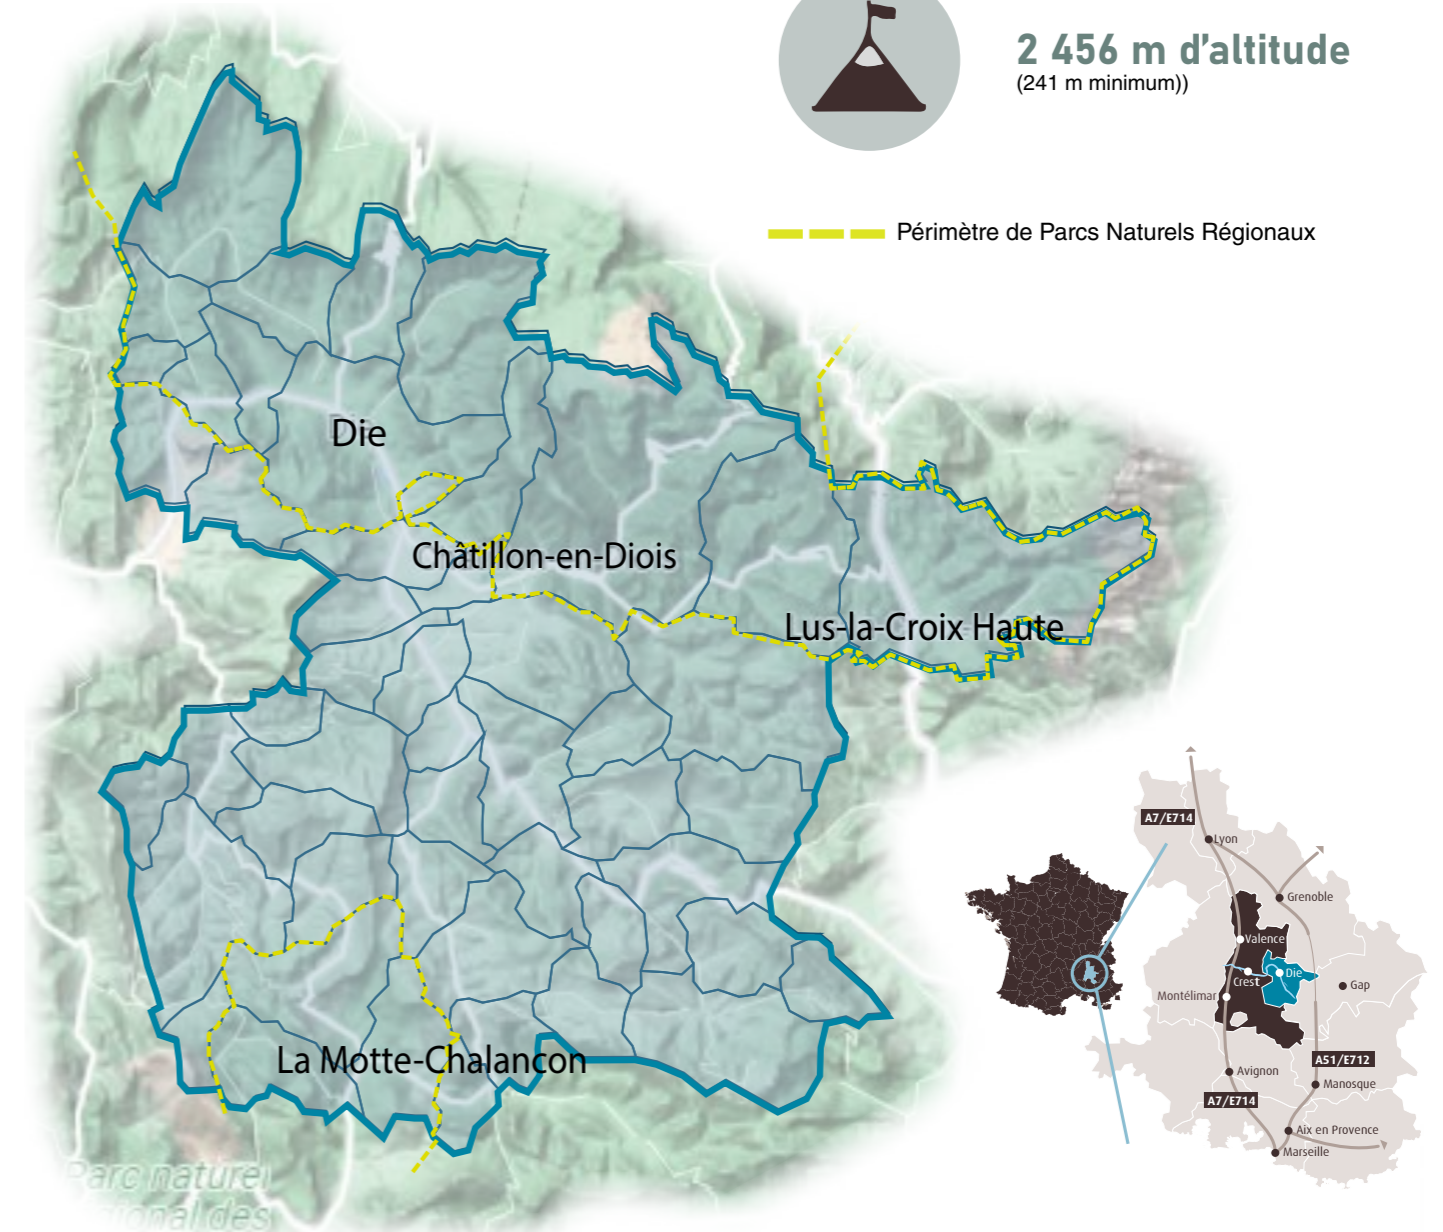 2 456 m d’altitude
(241 m minimum))
Périmètre de Parcs Naturels Régionaux
Die
Châtillon-en-Diois
Lus-la-Croix Haute
La Motte-Chalancon
Parc naturel
régional des
A7/E714
Lyon
Grenoble
Valence
Die
Crest
Gap
Montélimar
A51/E712
Avignon
Manosque
A7/E714
Aix en Provence
Marseille